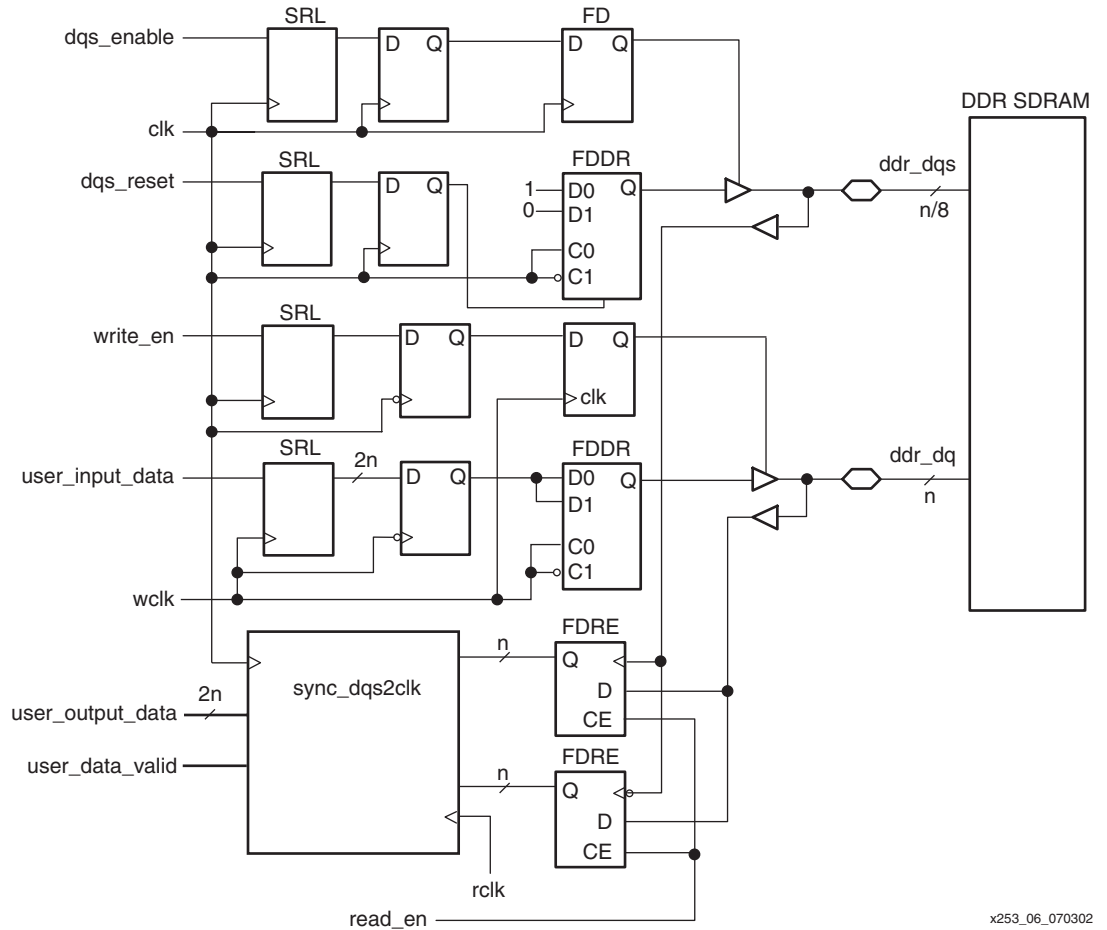 SRL
FD
dqs_enable
D Q
D Q
clk
DDR SDRAM
SRL
FDDR
dqs_reset
D Q
1
D0 Q
0
D1
C0
C1
ddr_dqs
n/8
SRL
write_en
D Q
D Q
clk
SRL
FDDR
user_input_data
2n
D Q
D0 Q
D1
C0
C1
ddr_dq
n
wclk
FDRE
n
Q
sync_dqs2clk
D
2n
user_output_data
CE
user_data_valid
FDRE
n
Q
D
CE
rclk
read_en
x253_06_070302